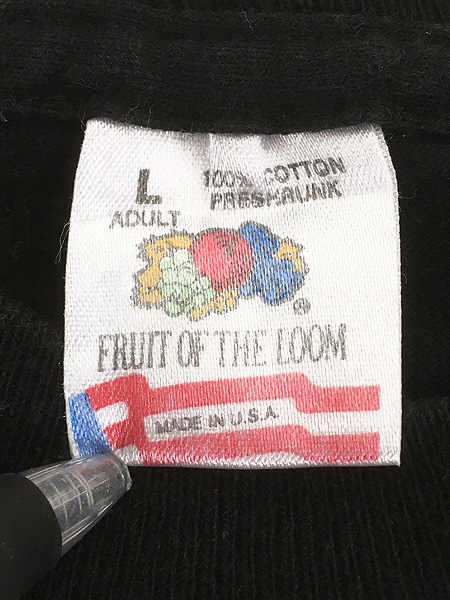 L
ADULT
100% COTTON
PRESHRUNK
®
FRUIT OF THE LOOM
MADE IN U.S.A.